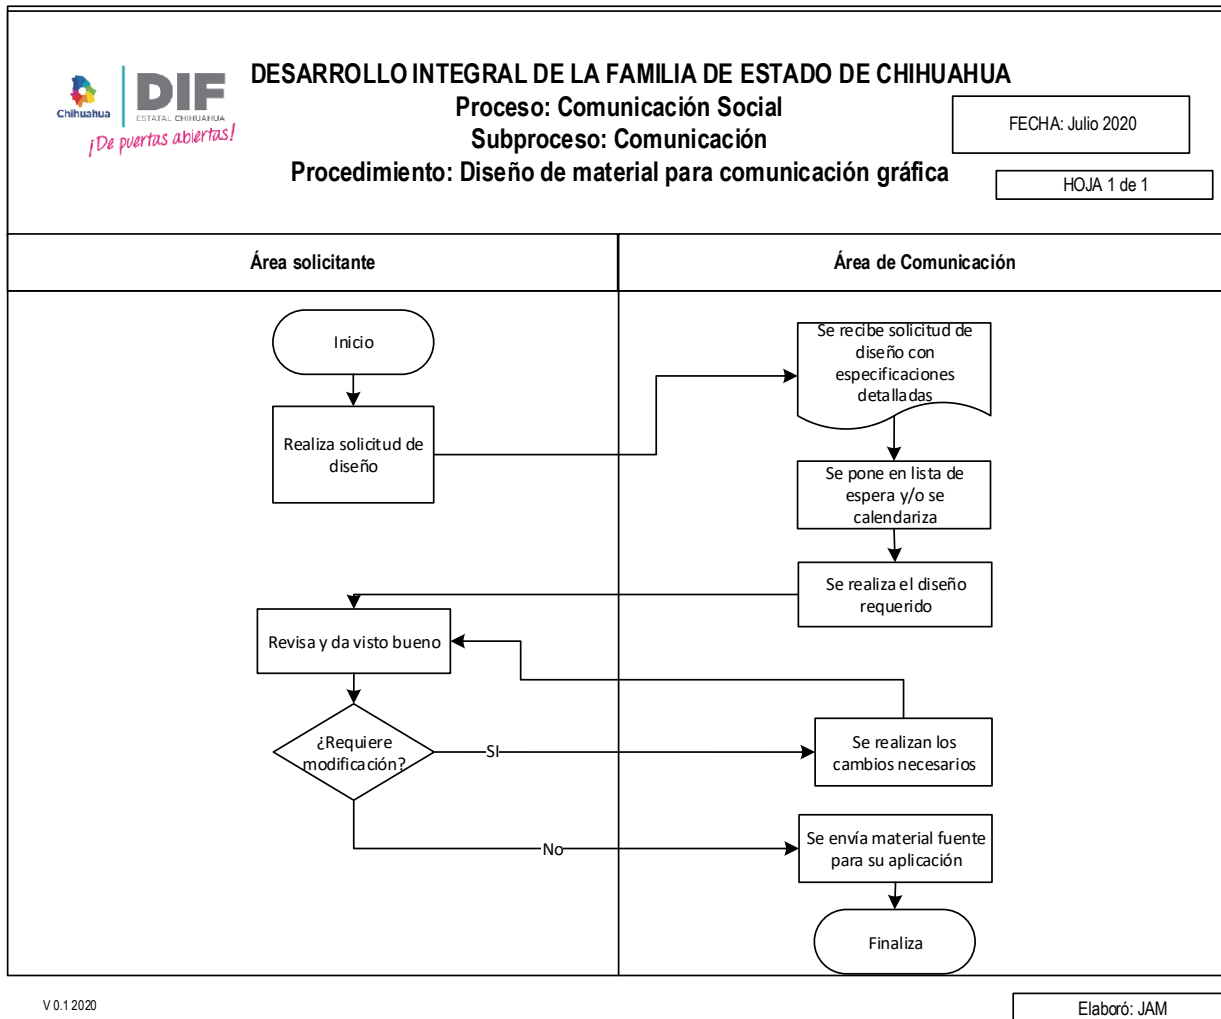 Chihuahua
DIF
ESTATAL CHIHUAHUA
¡De puertas abiertas!
DESARROLLO INTEGRAL DE LA FAMILIA DE ESTADO DE CHIHUAHUA
Proceso: Comunicación Social
Subproceso: Comunicación
Procedimiento: Diseño de material para comunicación gráfica
FECHA: Julio 2020
HOJA 1 de 1
Área solicitante
Área de Comunicación
Inicio
Realiza solicitud de
diseño
Se recibe solicitud de
diseño con
especificaciones
detalladas
Se pone en lista de
espera y/o se
calendariza
Se realiza el diseño
requerido
Revisa y da visto bueno
¿Requiere
modificación?
SI
Se realizan los
cambios necesarios
No
Se envía material fuente
para su aplicación
Finaliza
V 0.1 2020
Elaboró: JAM